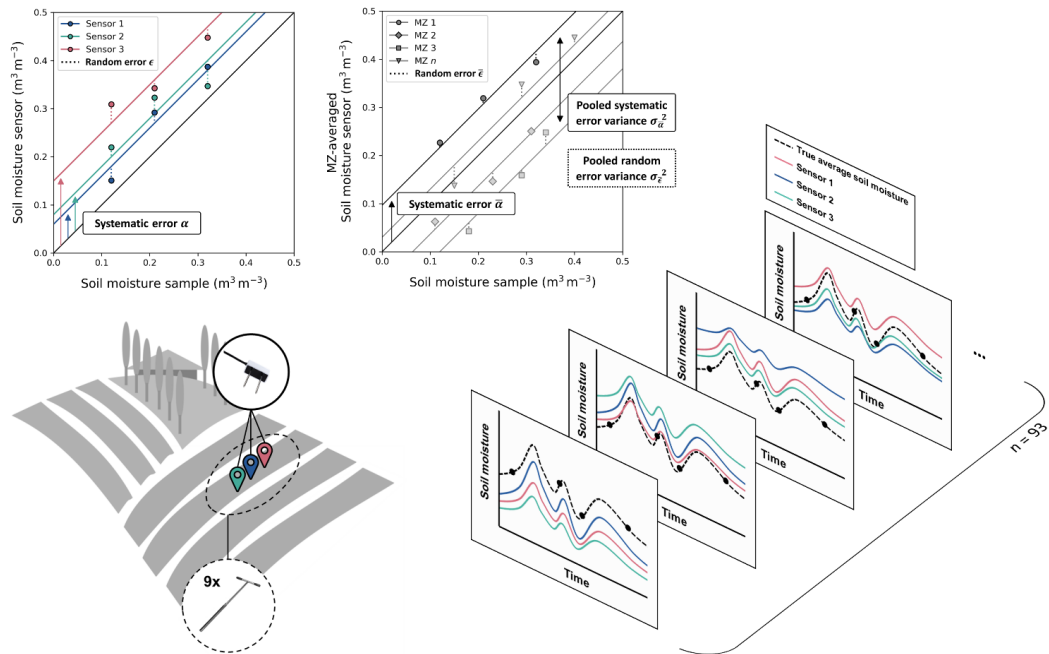 Soil moisture sensor (m³ m⁻³)
0.5
0.4
0.3
0.2
0.1
0.0
Sensor 1
Sensor 2
Sensor 3
Random error ϵ
Systematic error α
0.0 0.1 0.2 0.3 0.4 0.5
Soil moisture sample (m³ m⁻³)
MZ-averaged
Soil moisture sensor (m³ m⁻³)
0.5
0.4
0.3
0.2
0.1
0.0
MZ 1
MZ 2
MZ 3
MZ n
Random error ϵ̅
Pooled systematic
error variance σ_α̅²
Pooled random
error variance σ_ε̅²
Systematic error α̅
0.0 0.1 0.2 0.3 0.4 0.5
Soil moisture sample (m³ m⁻³)
True average soil moisture
Sensor 1
Sensor 2
Sensor 3
Soil moisture
Time
Soil moisture
Time
Soil moisture
Time
Soil moisture
Time
...
n = 93
9x